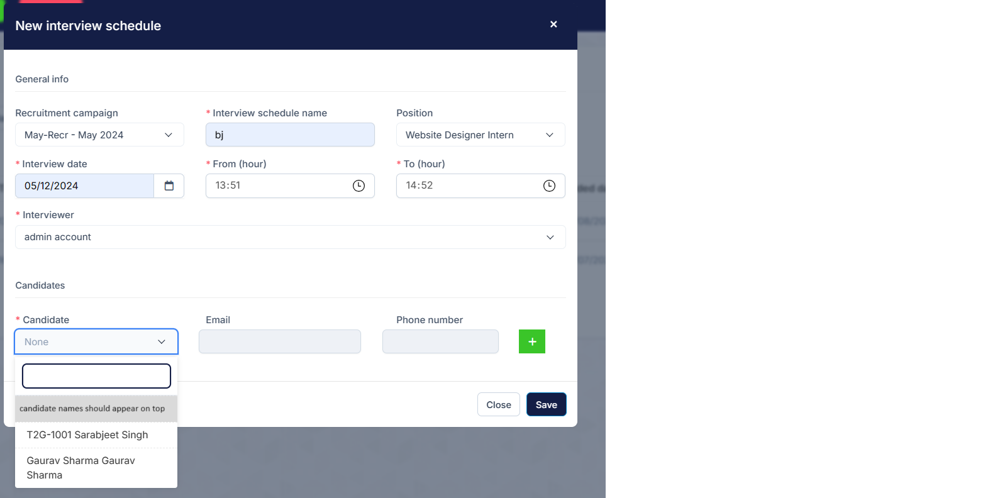 New interview schedule
General info
Recruitment campaign
* Interview schedule name
Position
May-Recr - May 2024
bj
Website Designer Intern
* Interview date
* From (hour)
* To (hour)
05/12/2024
13:51
14:52
* Interviewer
admin account
Candidates
* Candidate
Email
Phone number
None
+
candidate names should appear on top
T2G-1001 Sarabjeet Singh
Gaurav Sharma Gaurav
Sharma
Close
Save